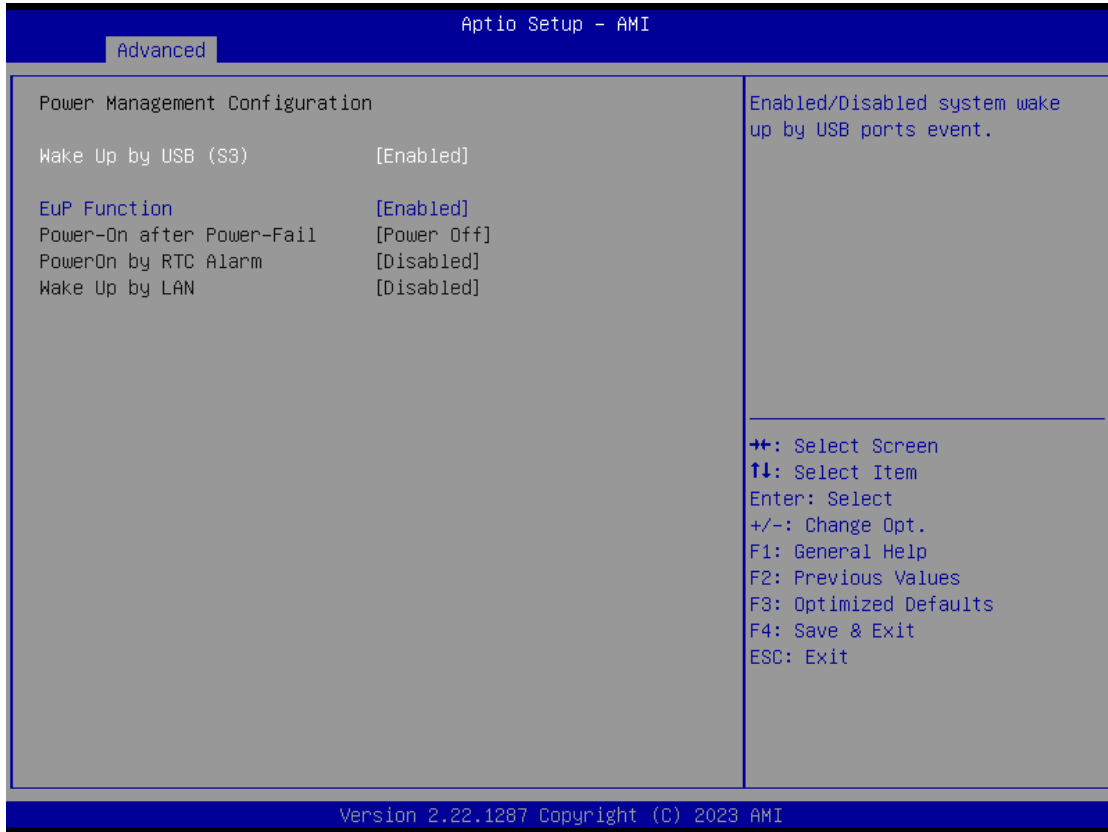 Aptio Setup – AMI
Advanced
Power Management Configuration
Wake Up by USB (S3) [Enabled]
EuP Function [Enabled]
Power-On after Power-Fail [Power Off]
PowerOn by RTC Alarm [Disabled]
Wake Up by LAN [Disabled]
Enabled/Disabled system wake
up by USB ports event.
→←: Select Screen
↑↓: Select Item
Enter: Select
+/-: Change Opt.
F1: General Help
F2: Previous Values
F3: Optimized Defaults
F4: Save & Exit
ESC: Exit
Version 2.22.1287 Copyright (C) 2023 AMI